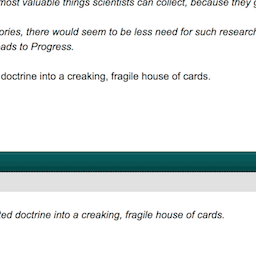 most valuable things scientists can collect, because they
ories, there would seem to be less need for such research
ads to Progress.
doctrine into a creaking, fragile house of cards.
ted doctrine into a creaking, fragile house of cards.